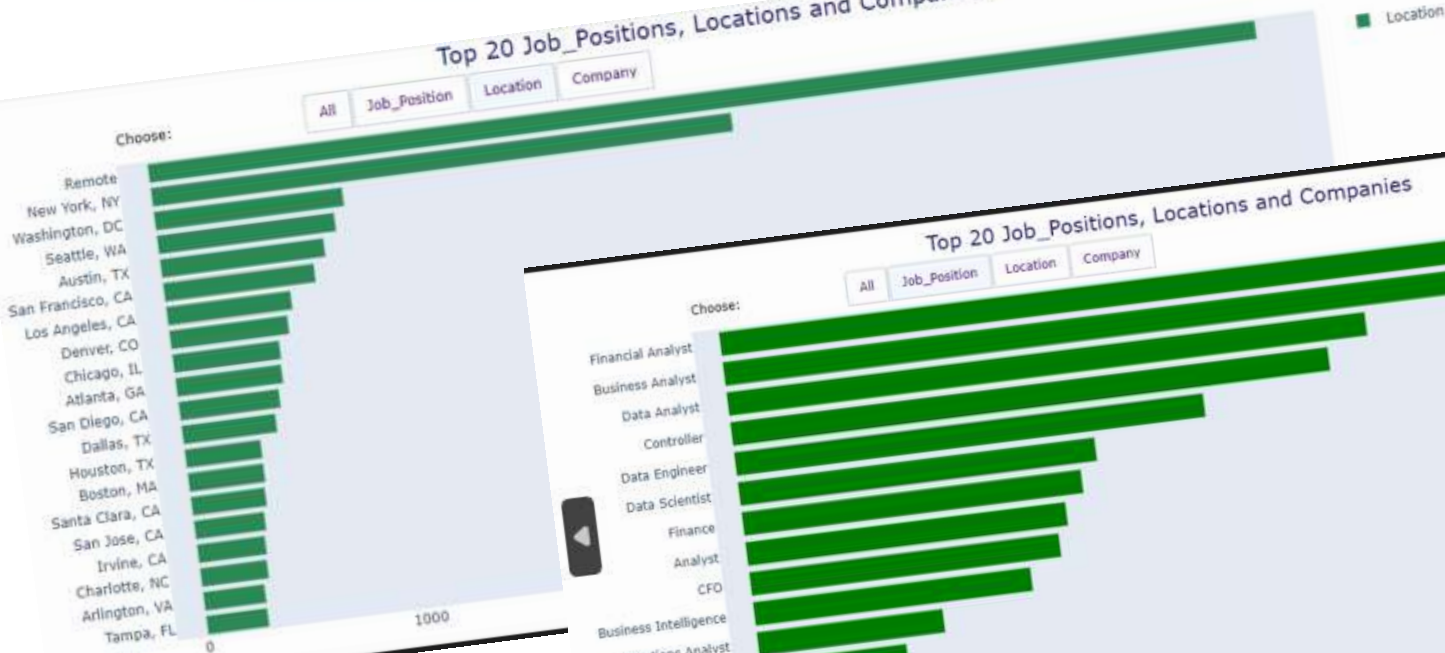 Top 20 Job_Positions, Locations and
Location
All Job_Position Location Company
Choose:
Remote
New York, NY
Washington, DC
Seattle, WA
Austin, TX
San Francisco, CA
Los Angeles, CA
Denver, CO
Chicago, IL
Atlanta, GA
San Diego, CA
Dallas, TX
Houston, TX
Boston, MA
Santa Clara, CA
San Jose, CA
Irvine, CA
Charlotte, NC
Arlington, VA
Tampa, FL
0 1000
Top 20 Job_Positions, Locations and Companies
All Job_Position Location Company
Choose:
Financial Analyst
Business Analyst
Data Analyst
Controller
Data Engineer
Data Scientist
Finance
Analyst
CFO
Business Intelligence
Analyst